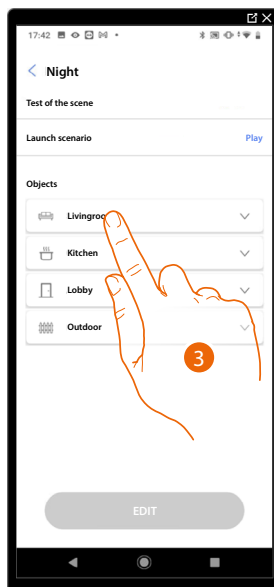 17:42
Night
Test of the scene
Launch scenario Play
Objects
Livingroo
Kitchen
Lobby
Outdoor
3
EDIT